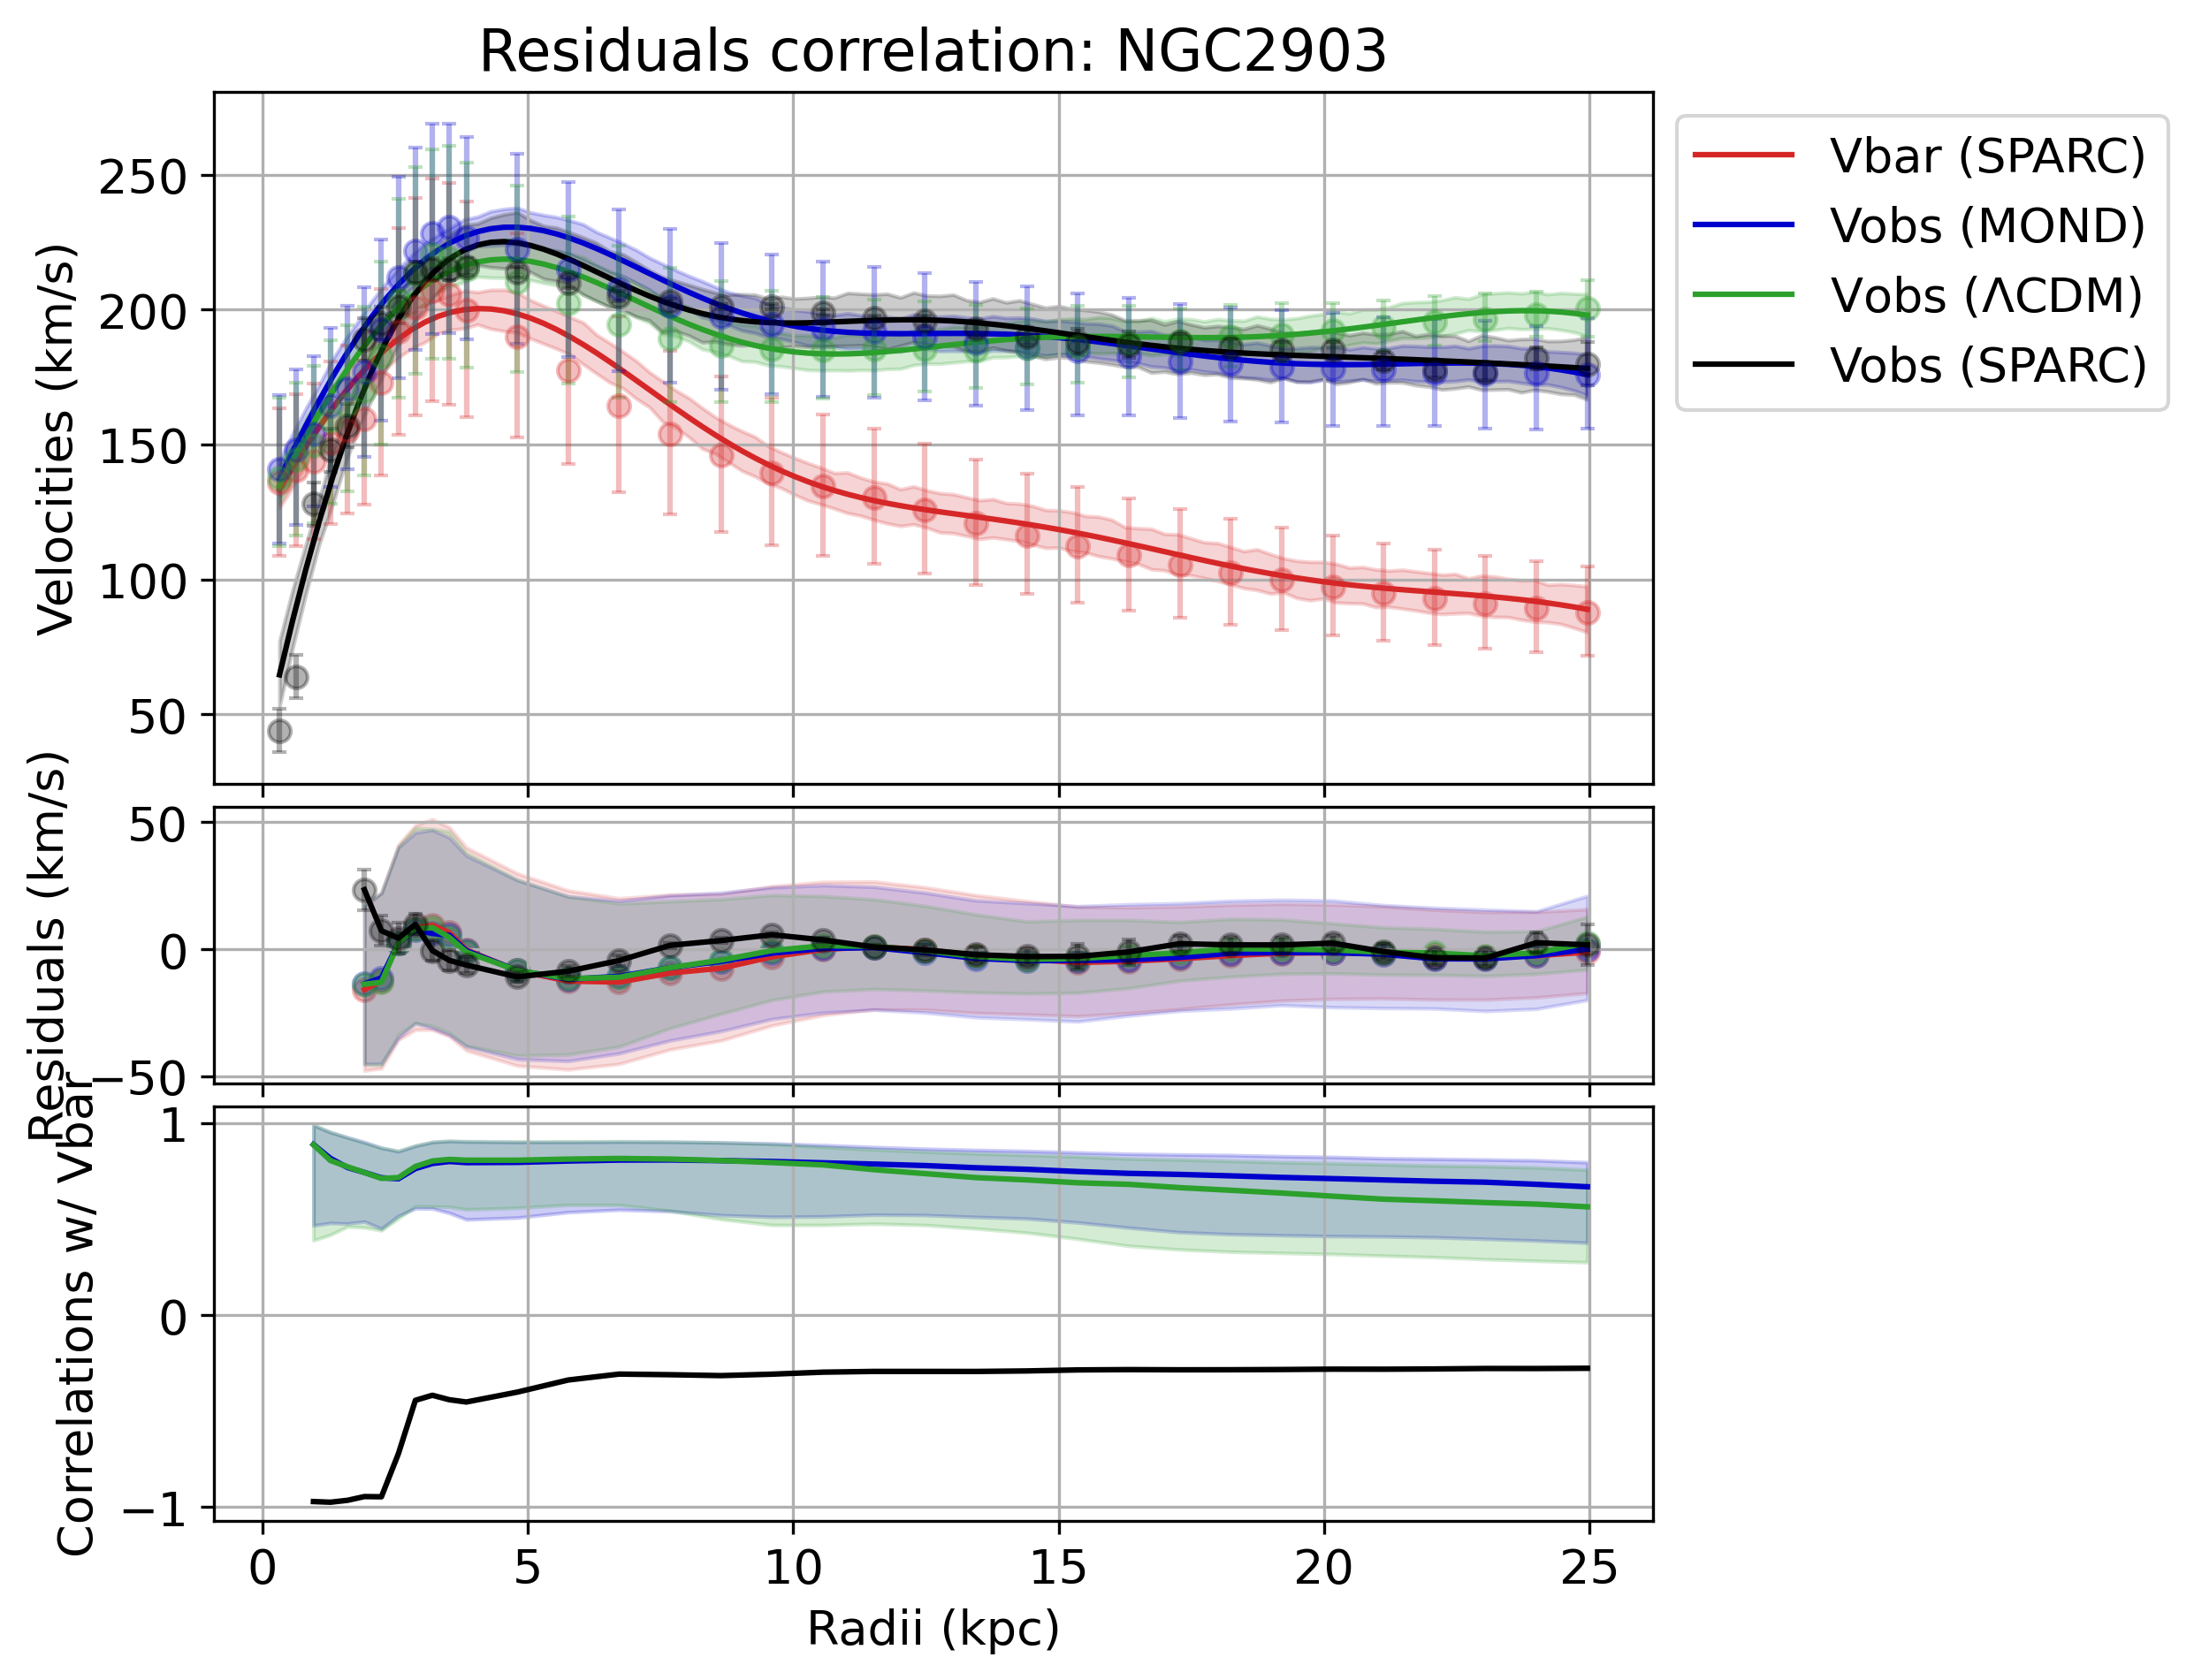 Residuals correlation: NGC2903
Velocities (km/s)
250
200
150
100
50
Vbar (SPARC)
Vobs (MOND)
Vobs (ΛCDM)
Vobs (SPARC)
Residuals (km/s)
50
0
−50
Correlations w/ Vbar
1
0
−1
0 5 10 15 20 25
Radii (kpc)